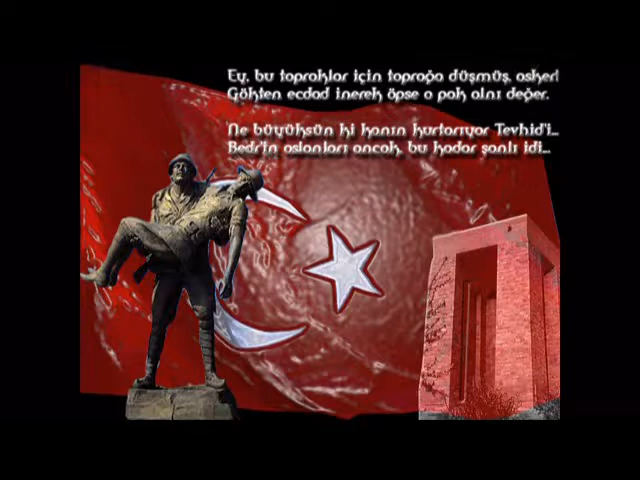 Ey, bu topraklar için toprağa düşmüş, asker!
Gökten ecdad inerek öpse o pak alnı değer.
Ne büyüksün ki kanın kurtarıyor Tevhid'i...
Bedr'in aslanları ancak, bu kadar şanlı idi...